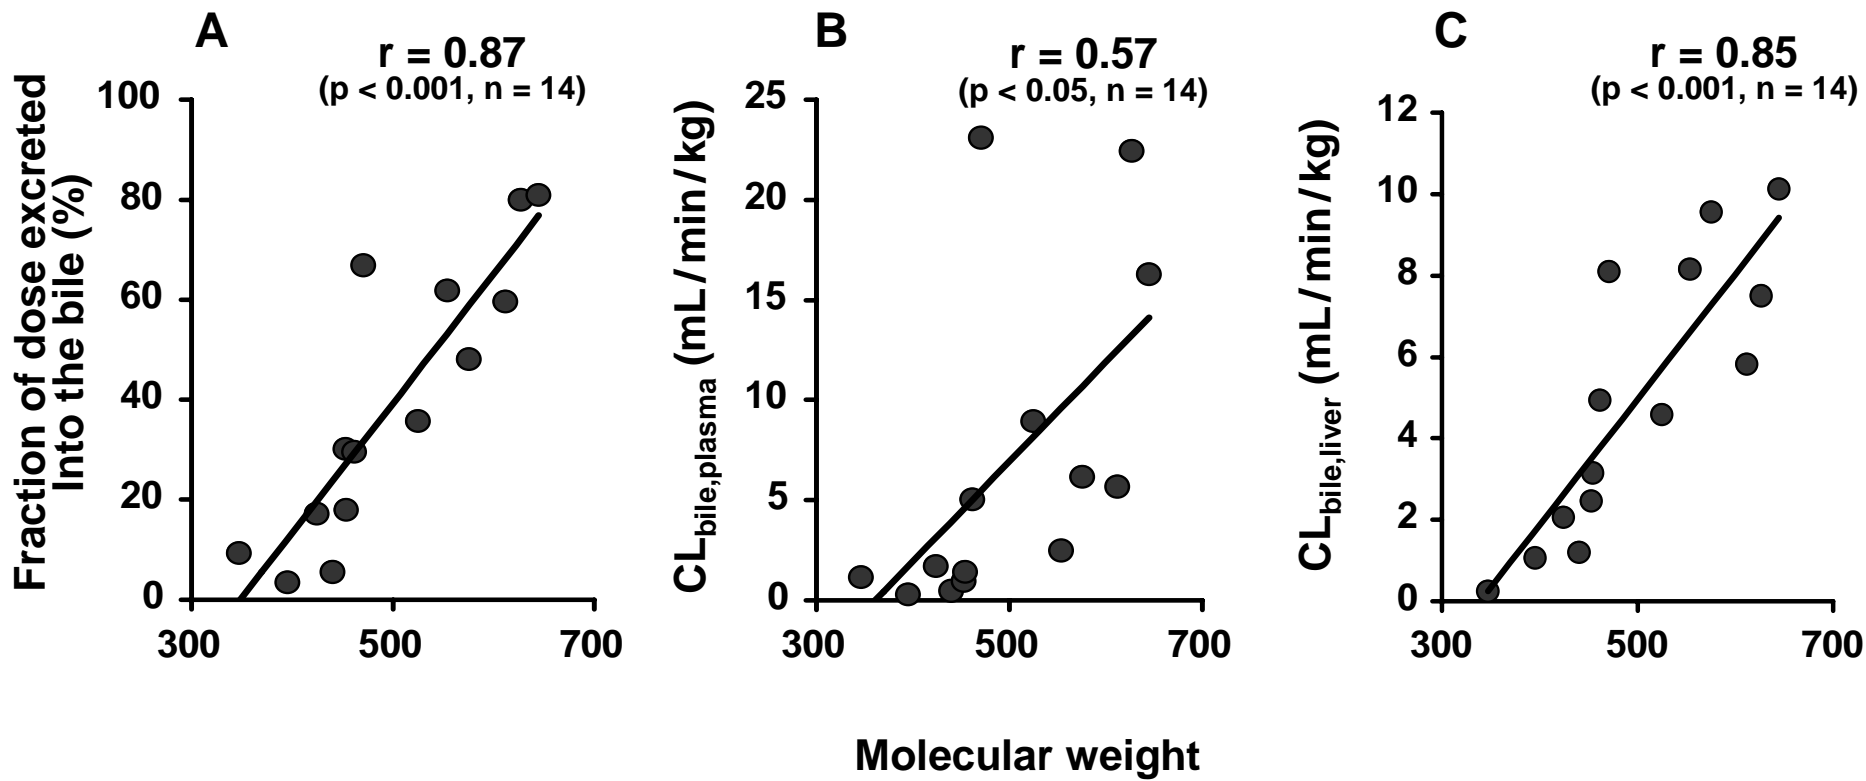 A
r = 0.87
(p < 0.001, n = 14)
Fraction of dose excreted
Into the bile (%)
100
80
60
40
20
0
300
500
700
B
r = 0.57
(p < 0.05, n = 14)
CLbile,plasma (mL/min/kg)
25
20
15
10
5
0
300
500
700
C
r = 0.85
(p < 0.001, n = 14)
CLbile,liver (mL/min/kg)
12
10
8
6
4
2
0
300
500
700
Molecular weight